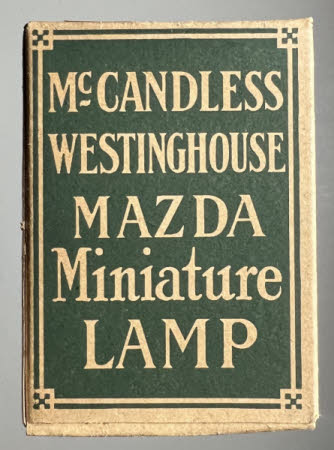 McCANDLESS
WESTINGHOUSE
MAZDA
Miniature
LAMP